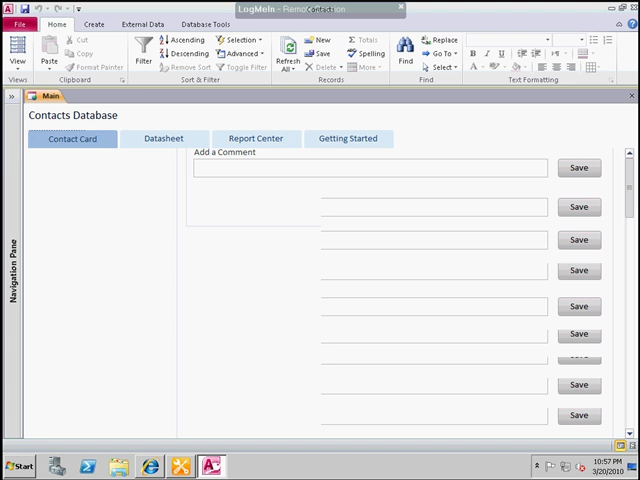 LogMeIn - Remote Session
Contacts
File
Home
Create
External Data
Database Tools
View
Paste
Cut
Copy
Format Painter
Filter
Ascending
Descending
Remove Sort
Selection
Advanced
Toggle Filter
Refresh All
New
Save
Delete
Totals
Spelling
More
Find
Replace
Go To
Select
B I U
A
Views
Clipboard
Sort & Filter
Records
Find
Text Formatting
Main
Contacts Database
Contact Card
Datasheet
Report Center
Getting Started
Navigation Pane
Add a Comment
Save
Save
Save
Save
Save
Save
Save
Save
Start
10:57 PM
3/20/2010